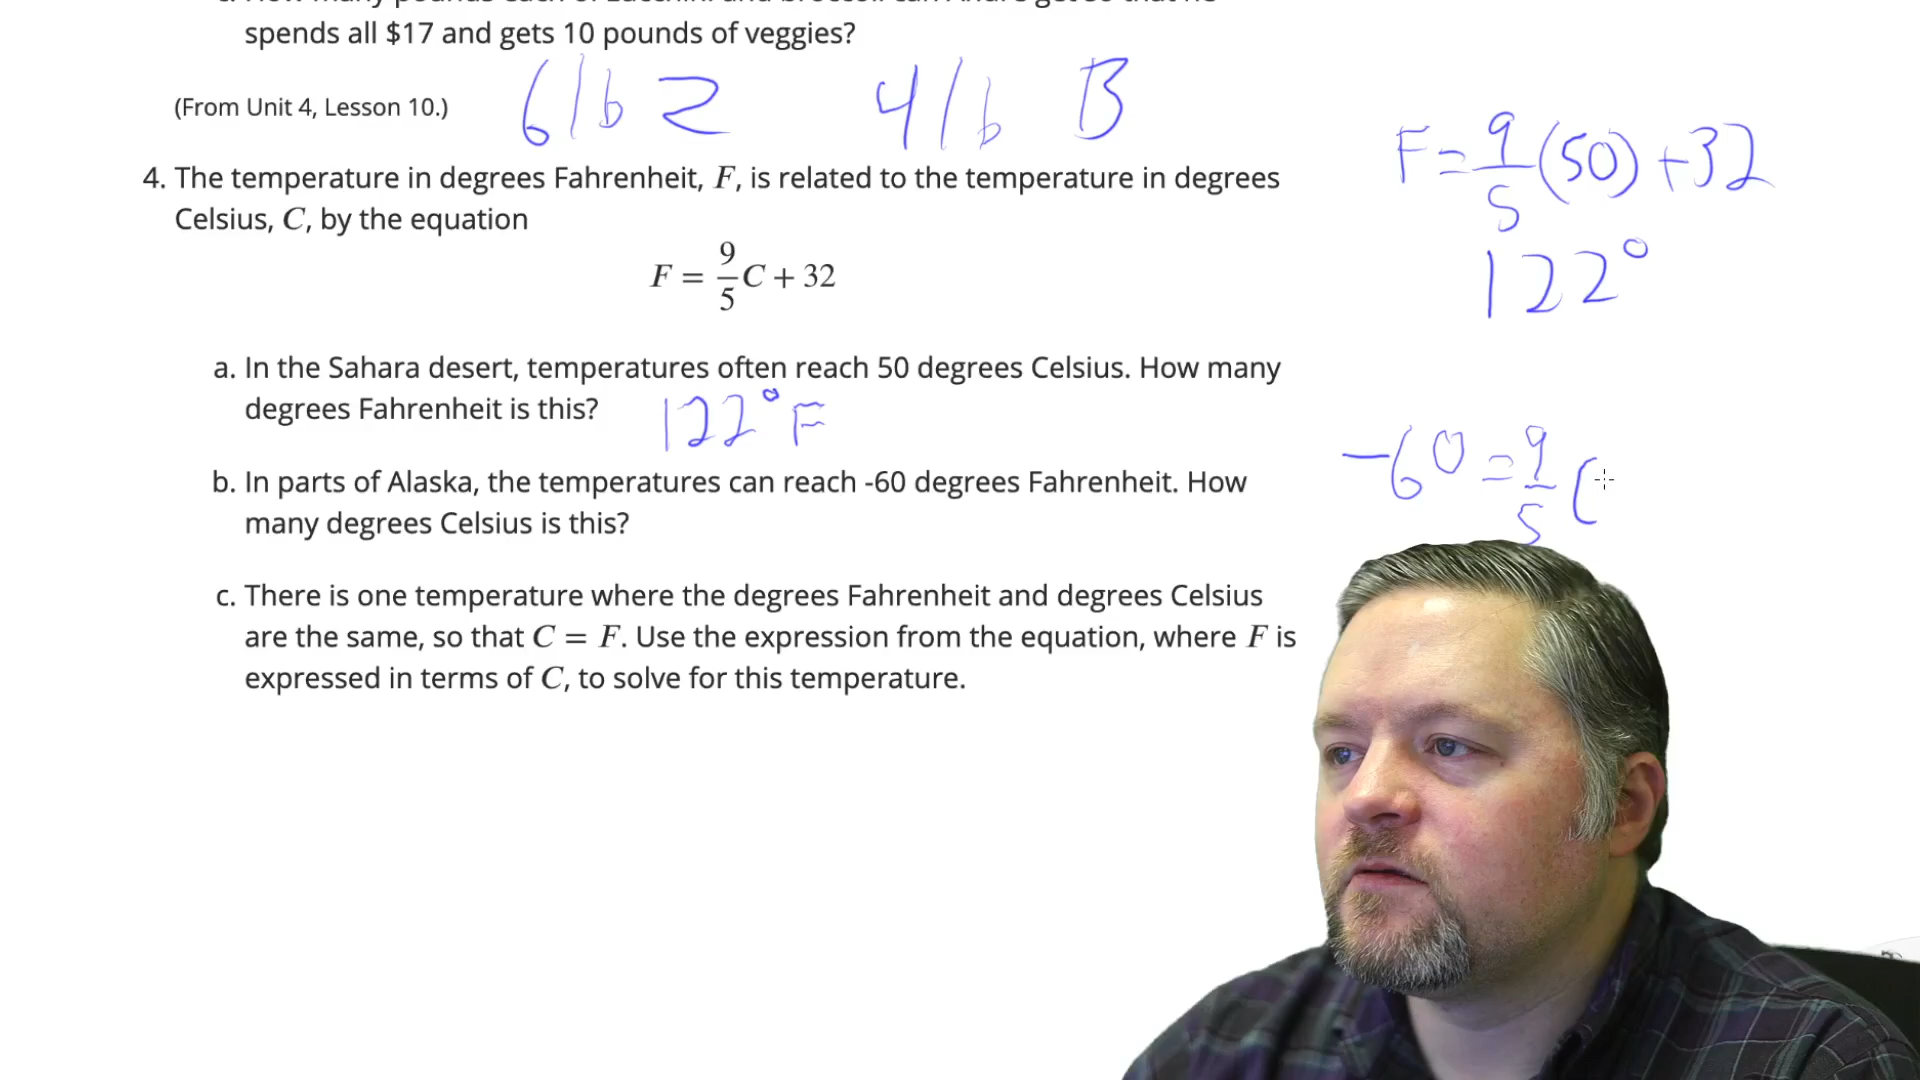 spends all $17 and gets 10 pounds of veggies?
(From Unit 4, Lesson 10.)
6 lb Z 4 lb B
4. The temperature in degrees Fahrenheit, F, is related to the temperature in degrees
Celsius, C, by the equation
F = 9/5 C + 32
F = 9/5 (50) + 32
122°
a. In the Sahara desert, temperatures often reach 50 degrees Celsius. How many
degrees Fahrenheit is this? 122° F
b. In parts of Alaska, the temperatures can reach -60 degrees Fahrenheit. How
many degrees Celsius is this?
-60 = 9/5 (
c. There is one temperature where the degrees Fahrenheit and degrees Celsius
are the same, so that C = F. Use the expression from the equation, where F is
expressed in terms of C, to solve for this temperature.